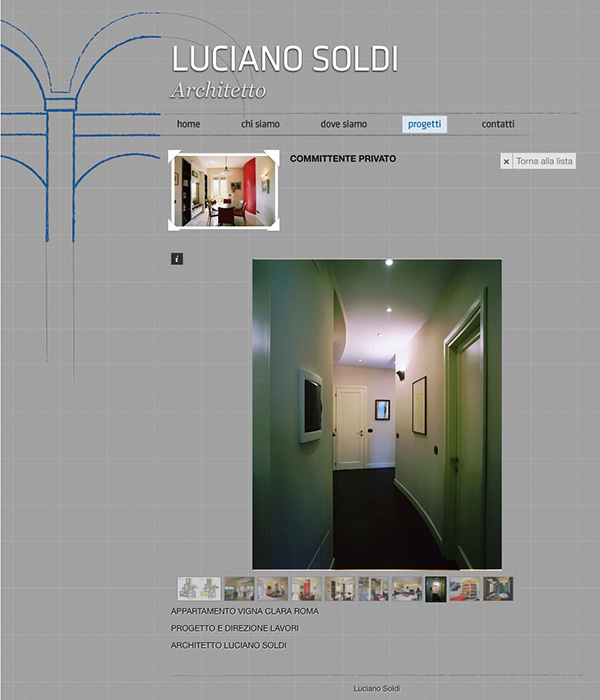 LUCIANO SOLDI
Architetto
home chi siamo dove siamo progetti contatti
COMMITTENTE PRIVATO
× Torna alla lista
i
APPARTAMENTO VIGNA CLARA ROMA
PROGETTO E DIREZIONE LAVORI
ARCHITETTO LUCIANO SOLDI
Luciano Soldi